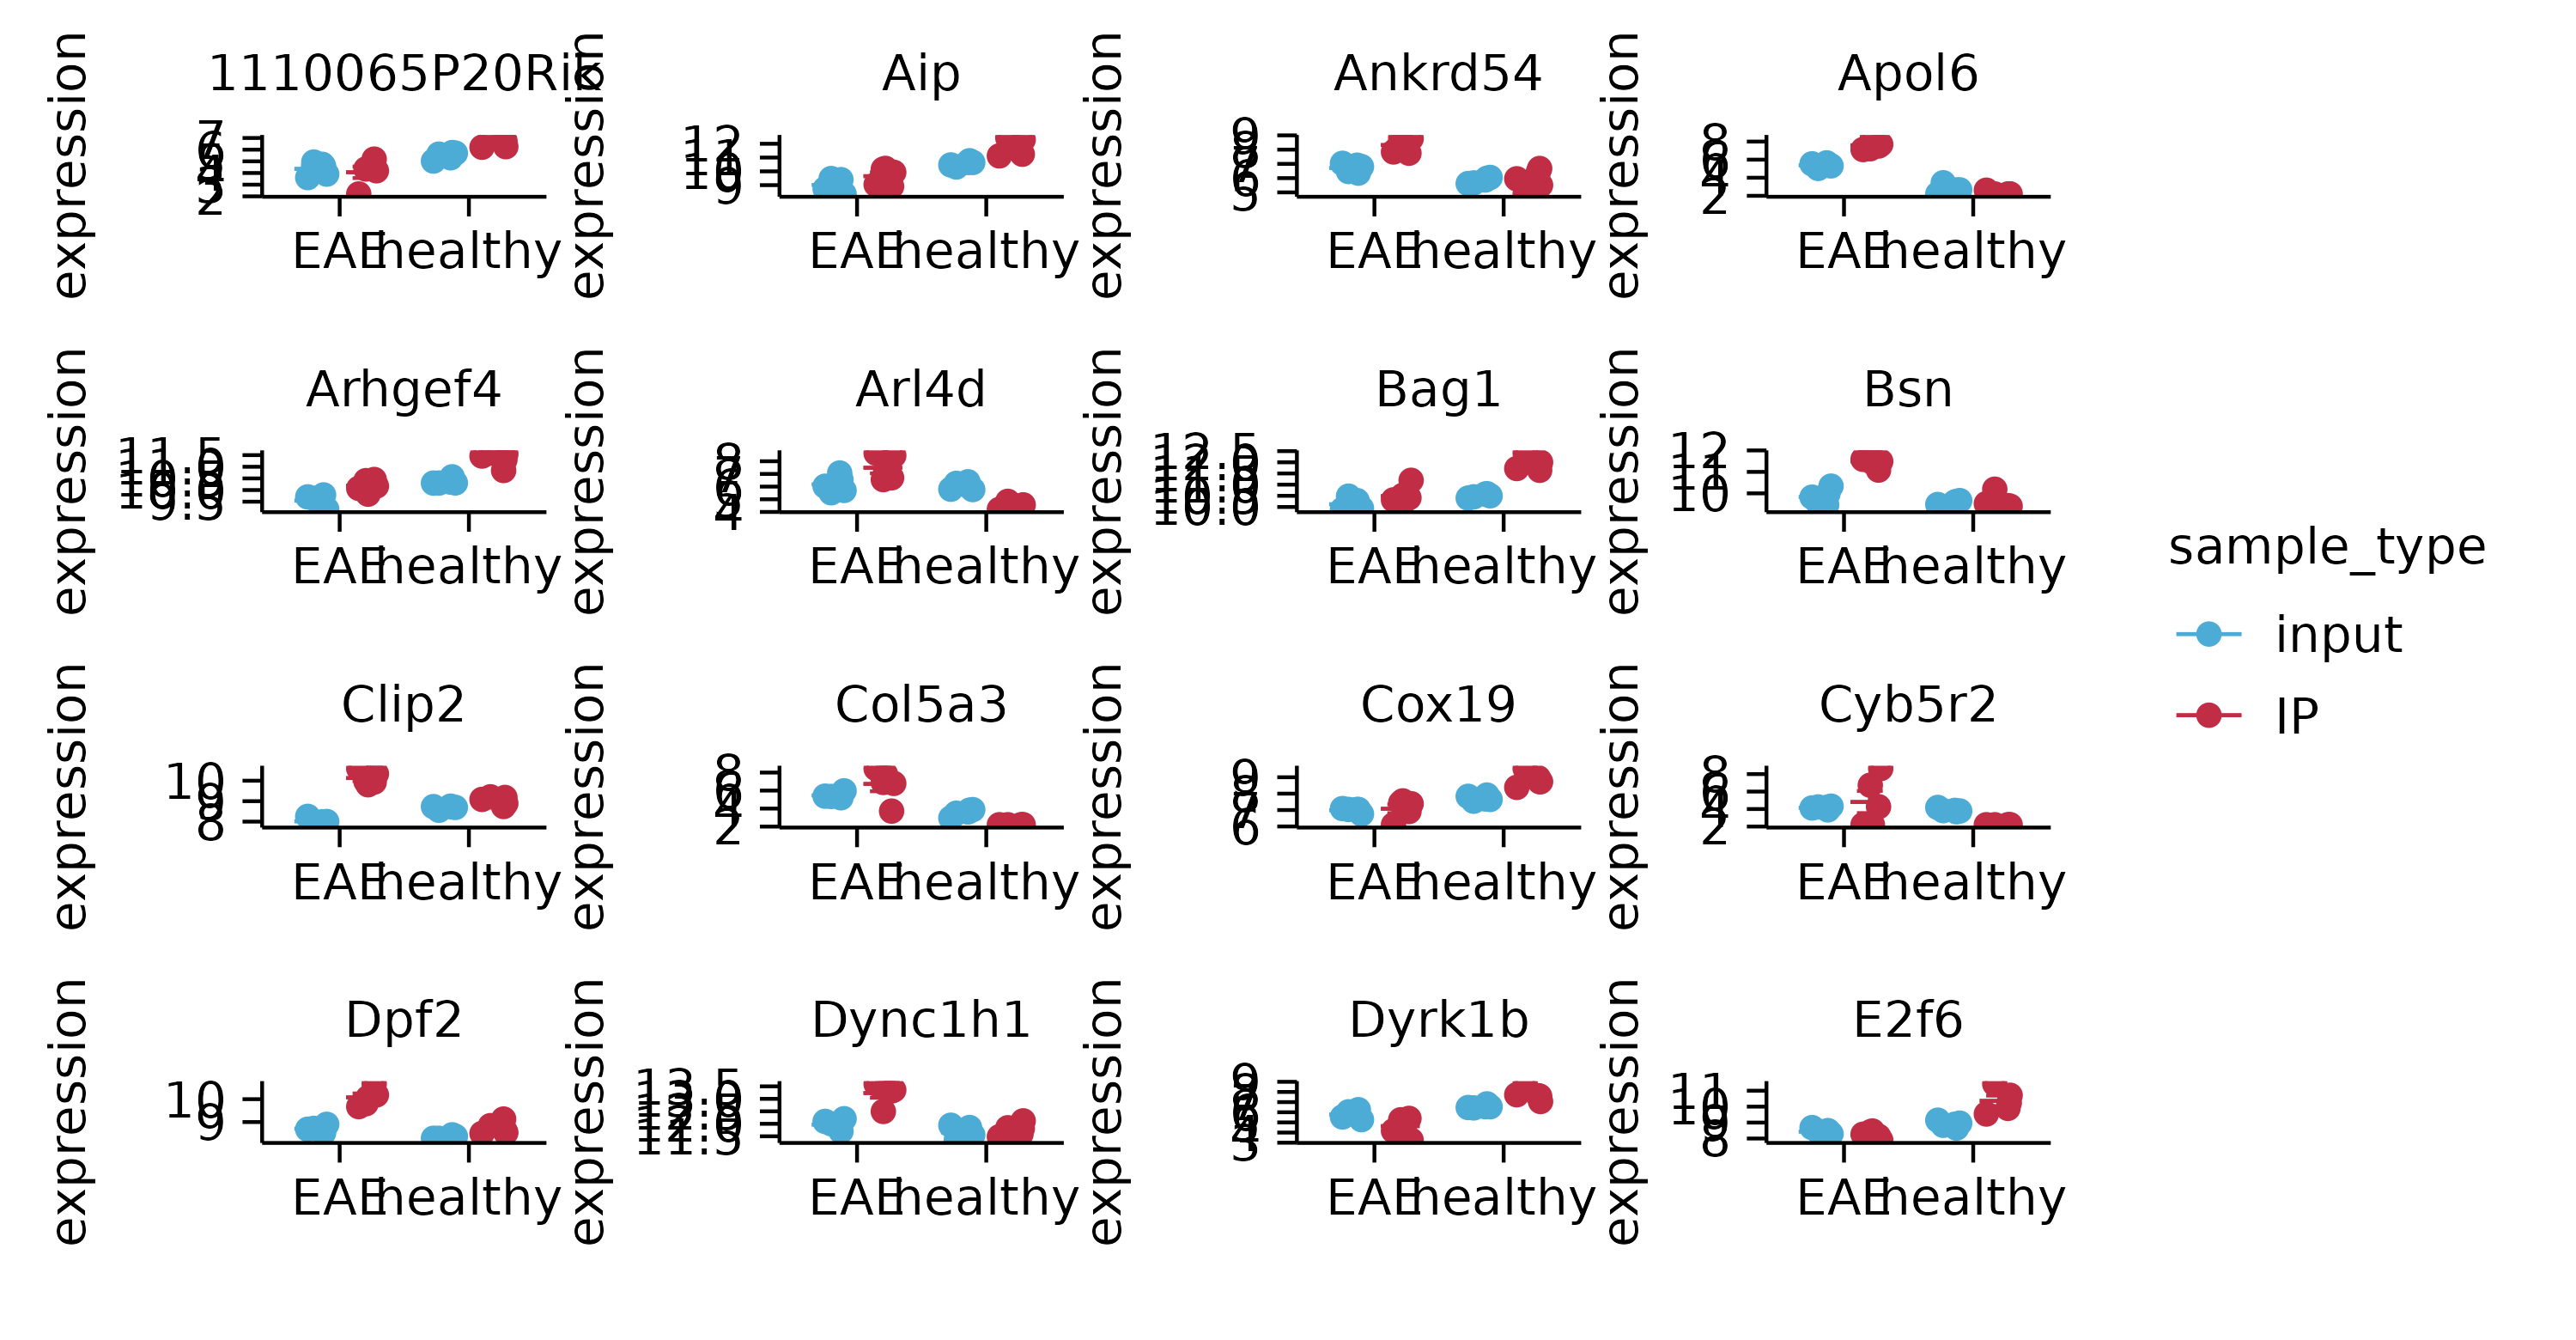 1110065P20Rik
Aip
Ankrd54
Apol6
expression
expression
expression
expression
7
6
5
4
3
2
12
11
10
9
9
8
7
6
5
8
6
4
2
EAE healthy
EAE healthy
EAE healthy
EAE healthy
Arhgef4
Arl4d
Bag1
Bsn
expression
expression
expression
expression
11.5
11.0
10.5
10.0
9.5
8
7
6
5
4
12.5
12.0
11.5
11.0
10.5
10.0
12
11
10
EAE healthy
EAE healthy
EAE healthy
EAE healthy
sample_type
input
IP
Clip2
Col5a3
Cox19
Cyb5r2
expression
expression
expression
expression
10
9
8
8
6
4
2
9
8
7
6
8
6
4
2
EAE healthy
EAE healthy
EAE healthy
EAE healthy
Dpf2
Dync1h1
Dyrk1b
E2f6
expression
expression
expression
expression
10
9
13.5
13.0
12.5
12.0
11.5
9
8
7
6
5
4
3
11
10
9
8
EAE healthy
EAE healthy
EAE healthy
EAE healthy